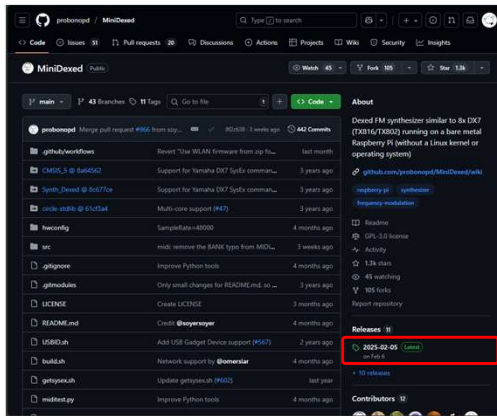 probonopd / MiniDexed
Type / to search
Code
Issues 51
Pull requests 20
Discussions
Actions
Projects
Wiki
Security
Insights
MiniDexed Public
Watch 45
Fork 105
Star 1.3k
main
43 Branches
11 Tags
Go to file
t
Code
probonopd Merge pull request #966 from soy...
3 weeks ago
442 Commits
.github/workflows Revert "Use WLAN firmware from zip fo... last month
CMSIS_5 @ 8a64562 Support for Yamaha DX7 SysEx comman... 3 years ago
Synth_Dexed @ 8c677ce Support for Yamaha DX7 SysEx comman... 3 years ago
circle-stdlib @ 61cf3a4 Multi-core support (#47) 3 years ago
hwconfig SampleRate=48000 4 months ago
src midi: remove the BANK typo from MIDI... 3 weeks ago
.gitignore Improve Python tools 4 months ago
.gitmodules Only small changes for README.md, so ... 3 years ago
LICENSE Create LICENSE 3 months ago
README.md Credit @soyersoyer 4 months ago
USBID.sh Add USB Gadget Device support (#567) 2 years ago
build.sh Network support by @omersiar 4 months ago
getsysex.sh Update getsysex.sh (#602) last year
miditest.py Improve Python tools 4 months ago
About
Dexed FM synthesizer similar to 8x DX7
(TX816/TX802) running on a bare metal
Raspberry Pi (without a Linux kernel or
operating system)
github.com/probonopd/MiniDexed/wiki
raspberry-pi synthesizer
frequency-modulation
Readme
GPL-3.0 license
Activity
1.3k stars
45 watching
105 forks
Report repository
Releases 11
2025-02-05 Latest
on Feb 6
+ 10 releases
Contributors 12